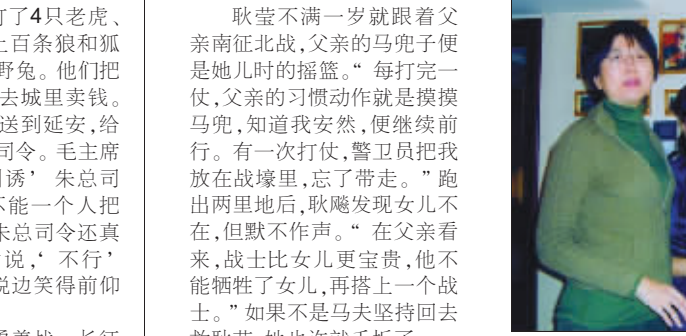 打了4只老虎、
上百条狼和狐
野兔。他们把
去城里卖钱。
送到延安,给
司令。毛主席
诱’ 朱总司
不能一个人把
朱总司令还真
说,‘ 不行’
说边笑得前仰
耿莹不满一岁就跟着父
亲南征北战,父亲的马兜子便
是她儿时的摇篮。“ 每打完一
仗,父亲的习惯动作就是摸摸
马兜,知道我安然,便继续前
行。有一次打仗,警卫员把我
放在战壕里,忘了带走。”跑
出两里地后,耿飚发现女儿不
在,但默不作声。“ 在父亲看
来,战士比女儿更宝贵,他不
能牺牲了女儿,再搭上一个战
士。”如果不是马夫坚持回去